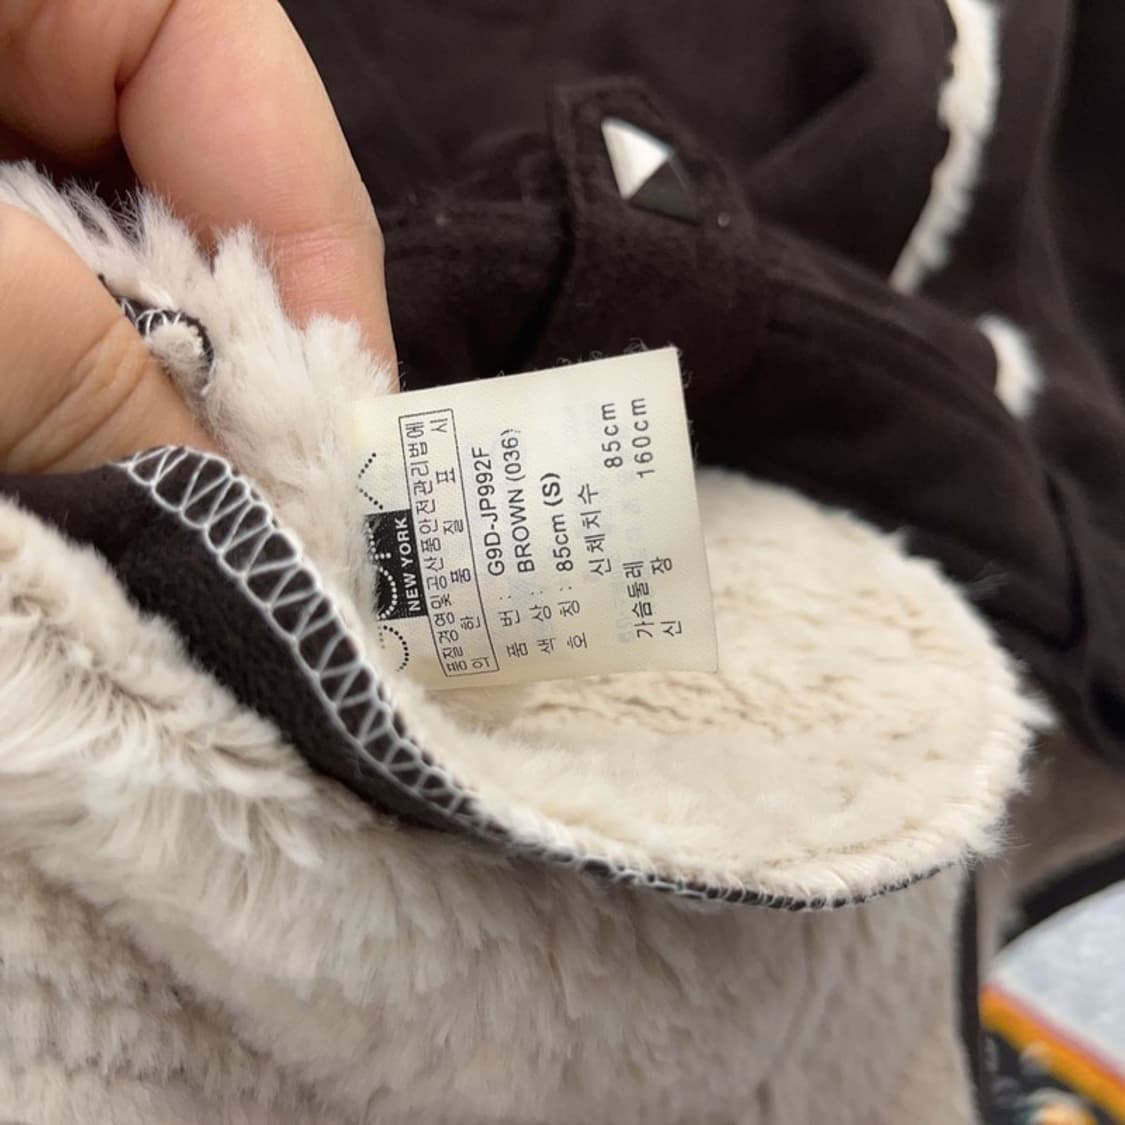 NEW YORK
품질경영및공산품안전관리법에
의한 품질표시
품 번 : G9D-JP992F
색 상 : BROWN (036)
호 칭 : 85cm (S)
신체치수
가슴둘레 85cm
신 장 160cm